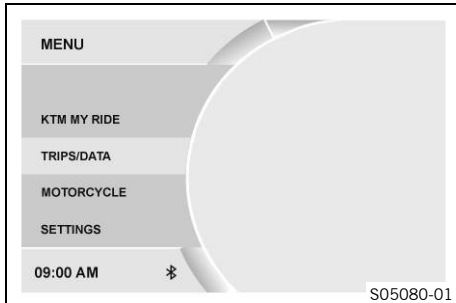 MENU
KTM MY RIDE
TRIPS/DATA
MOTORCYCLE
SETTINGS
09:00 AM
S05080-01